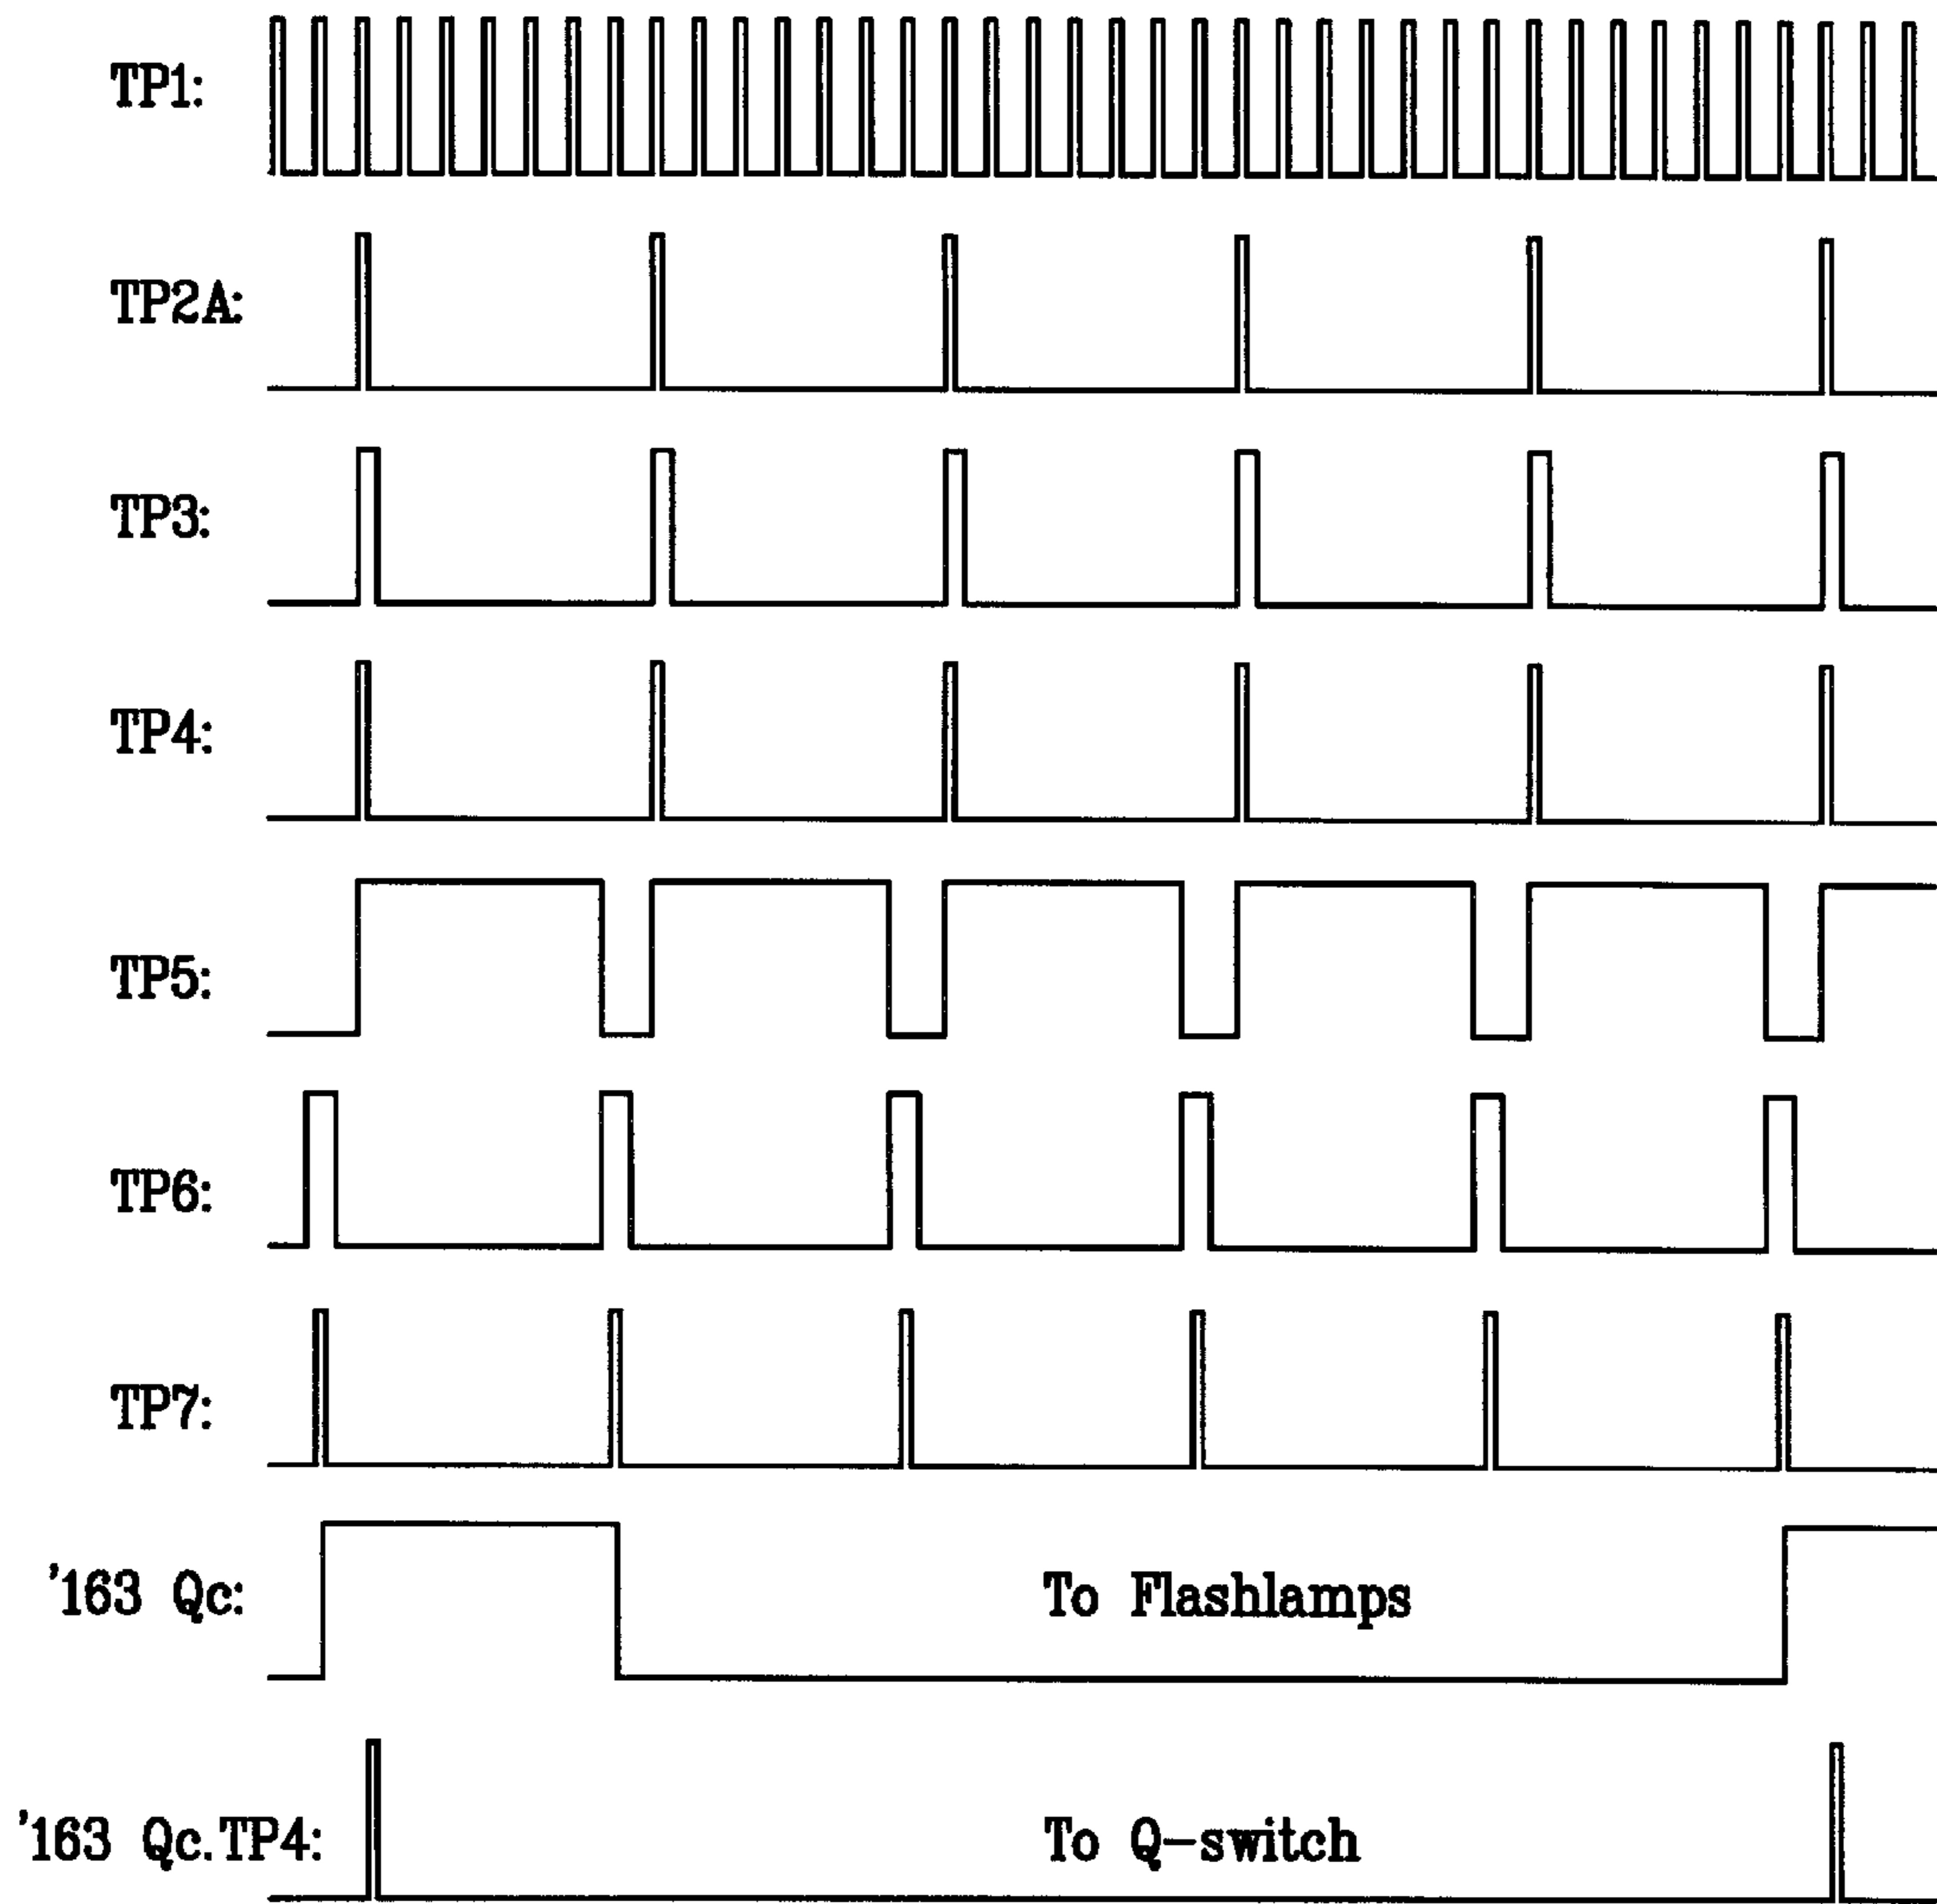 TP1:
TP2A:
TP3:
TP4:
TP5:
TP6:
TP7:
'163 Qc:
To Flashlamps
'163 Qc.TP4:
To Q-switch